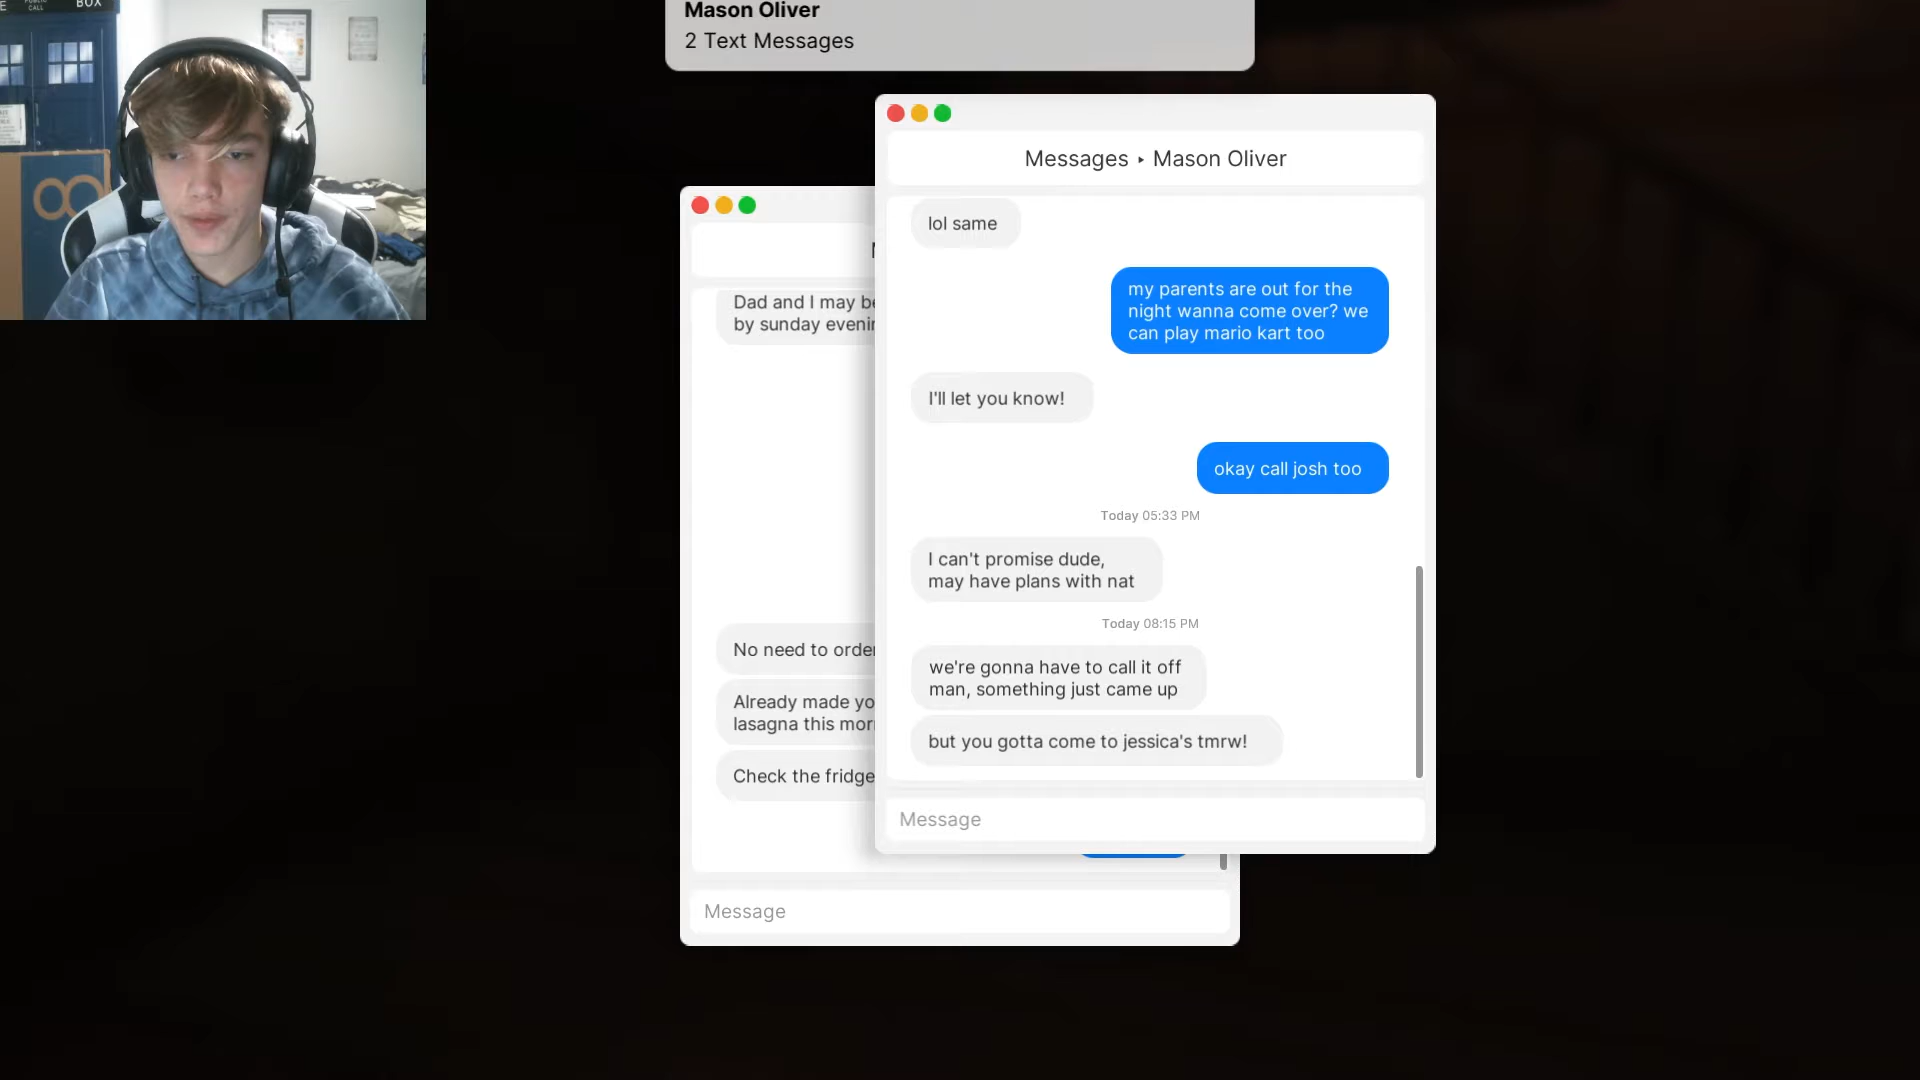 PUBLIC
CALL
BOX
Mason Oliver
2 Text Messages
Messages ‣ Mason Oliver
lol same
my parents are out for the
night wanna come over? we
can play mario kart too
I'll let you know!
okay call josh too
Today 05:33 PM
I can't promise dude,
may have plans with nat
Today 08:15 PM
we're gonna have to call it off
man, something just came up
but you gotta come to jessica's tmrw!
Message
Dad and I may be
by sunday
No need to
Already made
lasagna this
Check the fridge
Message